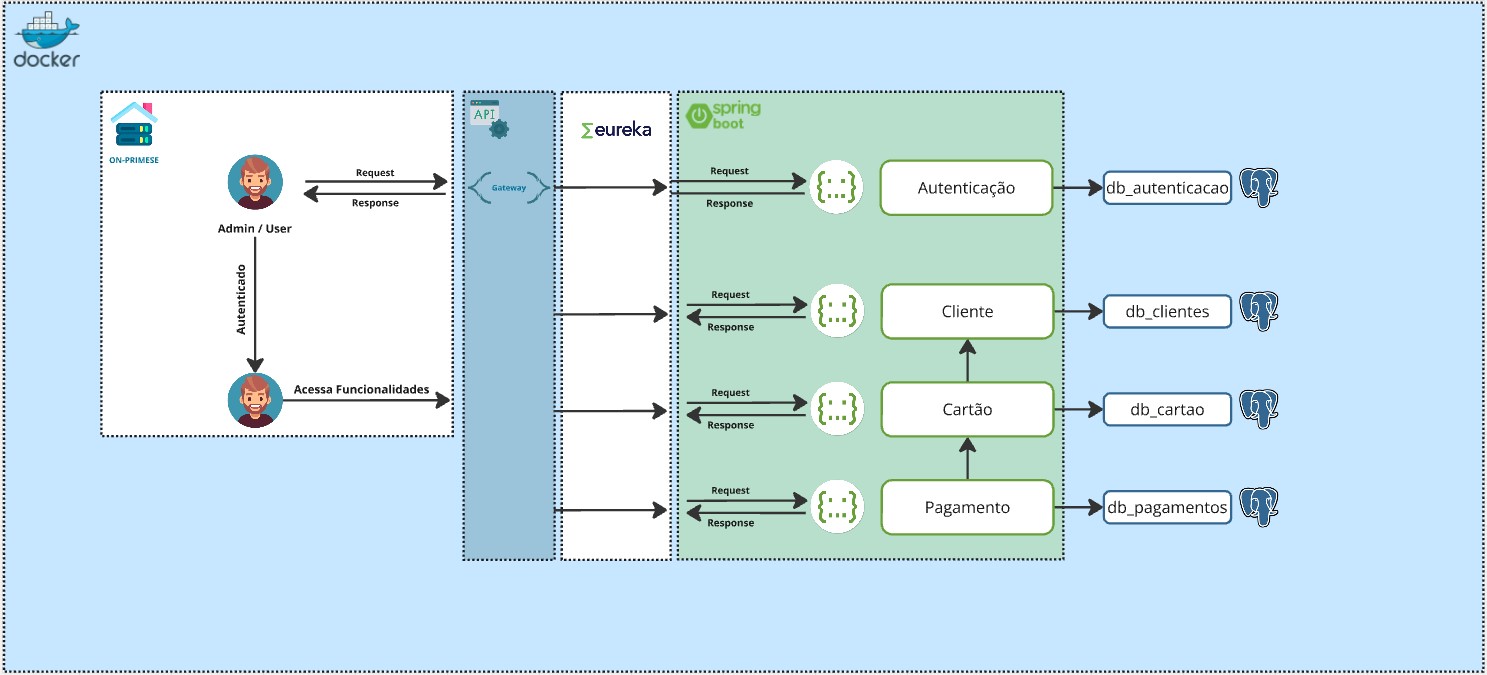 docker
ON-PRIMESE
Request
Response
Admin / User
Autenticado
Acessa Funcionalidades
API
Gateway
eureka
spring
boot
Request
Response
{..}
{...}
Autenticação
db_autenticacao
Request
Response
{..}
{...}
Cliente
db_clientes
Request
Response
{..}
{...}
Cartão
db_cartao
Request
Response
{..}
{...}
Pagamento
db_pagamentos